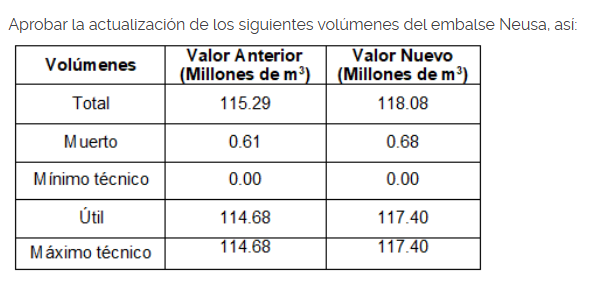 Aprobar la actualización de los siguientes volúmenes del embalse Neusa, así:
Volúmenes Valor Anterior (Millones de m³) Valor Nuevo (Millones de m³)
Total 115.29 118.08
Muerto 0.61 0.68
Mínimo técnico 0.00 0.00
Útil 114.68 117.40
Máximo técnico 114.68 117.40